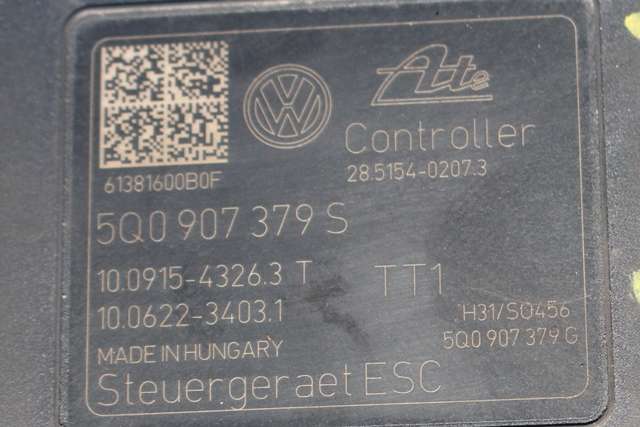 Ate
Controller
28.5154-0207.3
61381600B0F
5Q0 907 379 S
10.0915-4326.3 T
TT1
10.0622-3403.1
H31/SO456
MADE IN HUNGARY
5Q0 907 379 G
Steuergeraet ESC